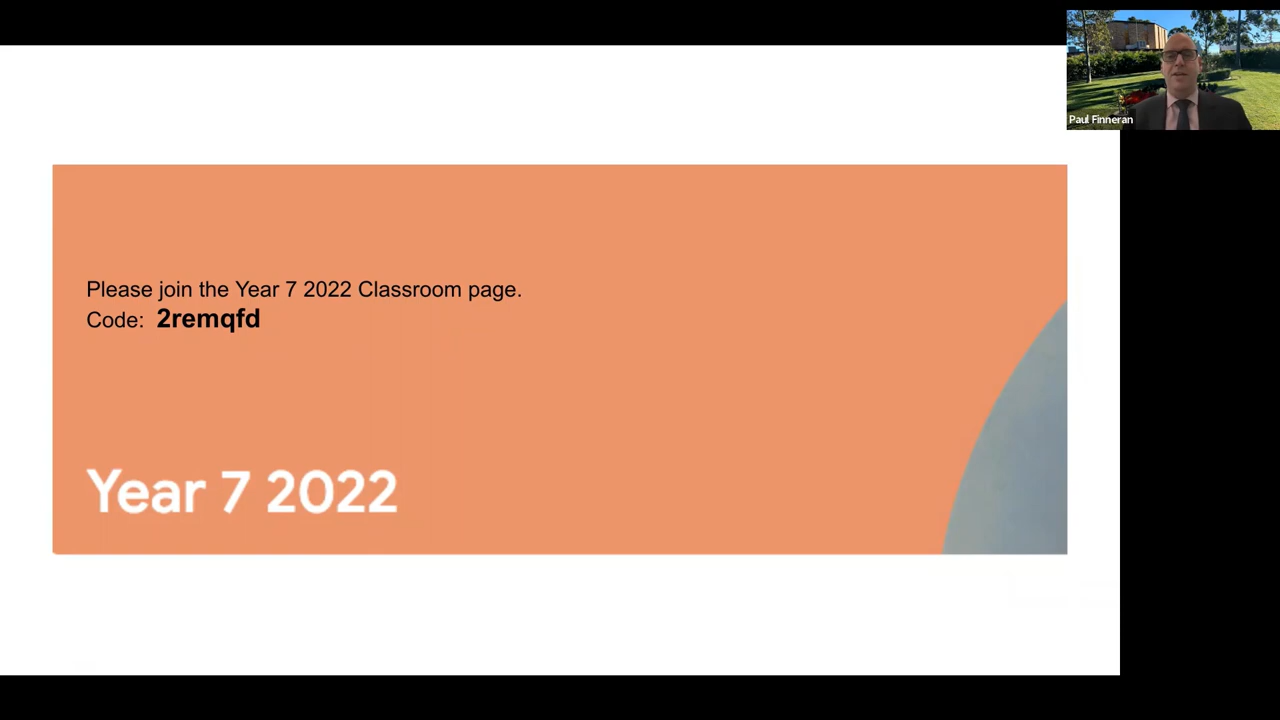 Paul Finneran
Please join the Year 7 2022 Classroom page.
Code: 2remqfd
Year 7 2022